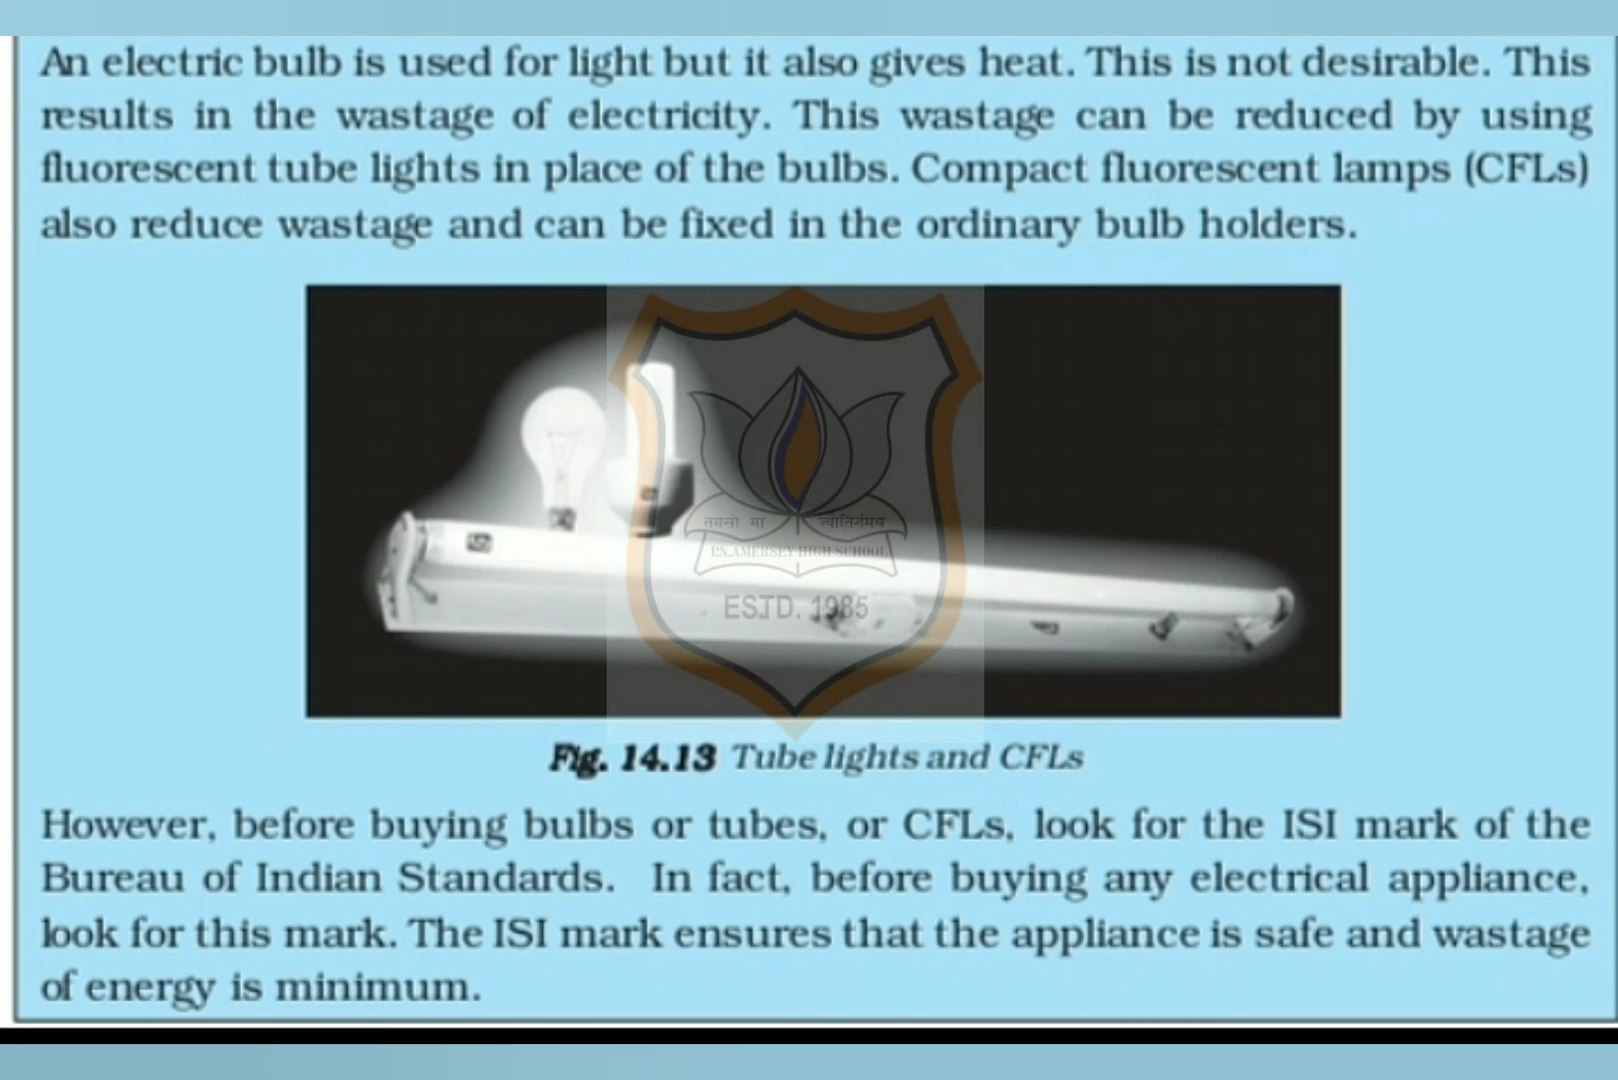 An electric bulb is used for light but it also gives heat. This is not desirable. This
results in the wastage of electricity. This wastage can be reduced by using
fluorescent tube lights in place of the bulbs. Compact fluorescent lamps (CFLs)
also reduce wastage and can be fixed in the ordinary bulb holders.
तमसो मा ज्योतिर्गमय
P.N.AMERSEY HIGH SCHOOL
ESTD. 1985
Fig. 14.13 Tube lights and CFLs
However, before buying bulbs or tubes, or CFLs, look for the ISI mark of the
Bureau of Indian Standards. In fact, before buying any electrical appliance,
look for this mark. The ISI mark ensures that the appliance is safe and wastage
of energy is minimum.